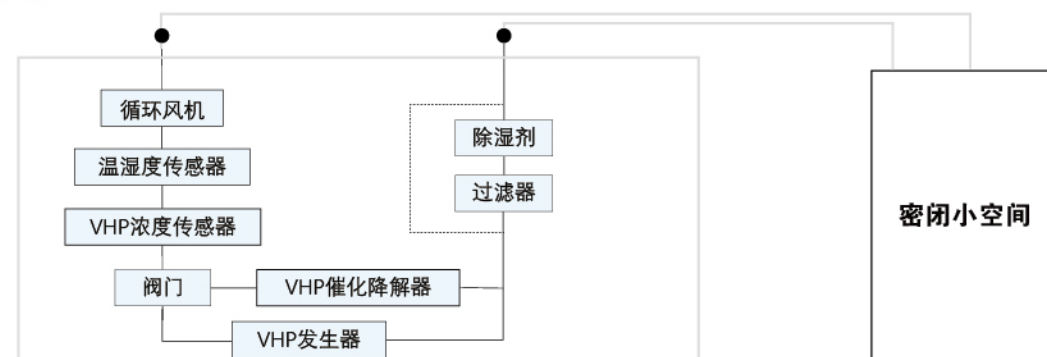 循环风机
除湿剂
温湿度传感器
过滤器
VHP浓度传感器
密闭小空间
阀门
VHP催化降解器
VHP发生器